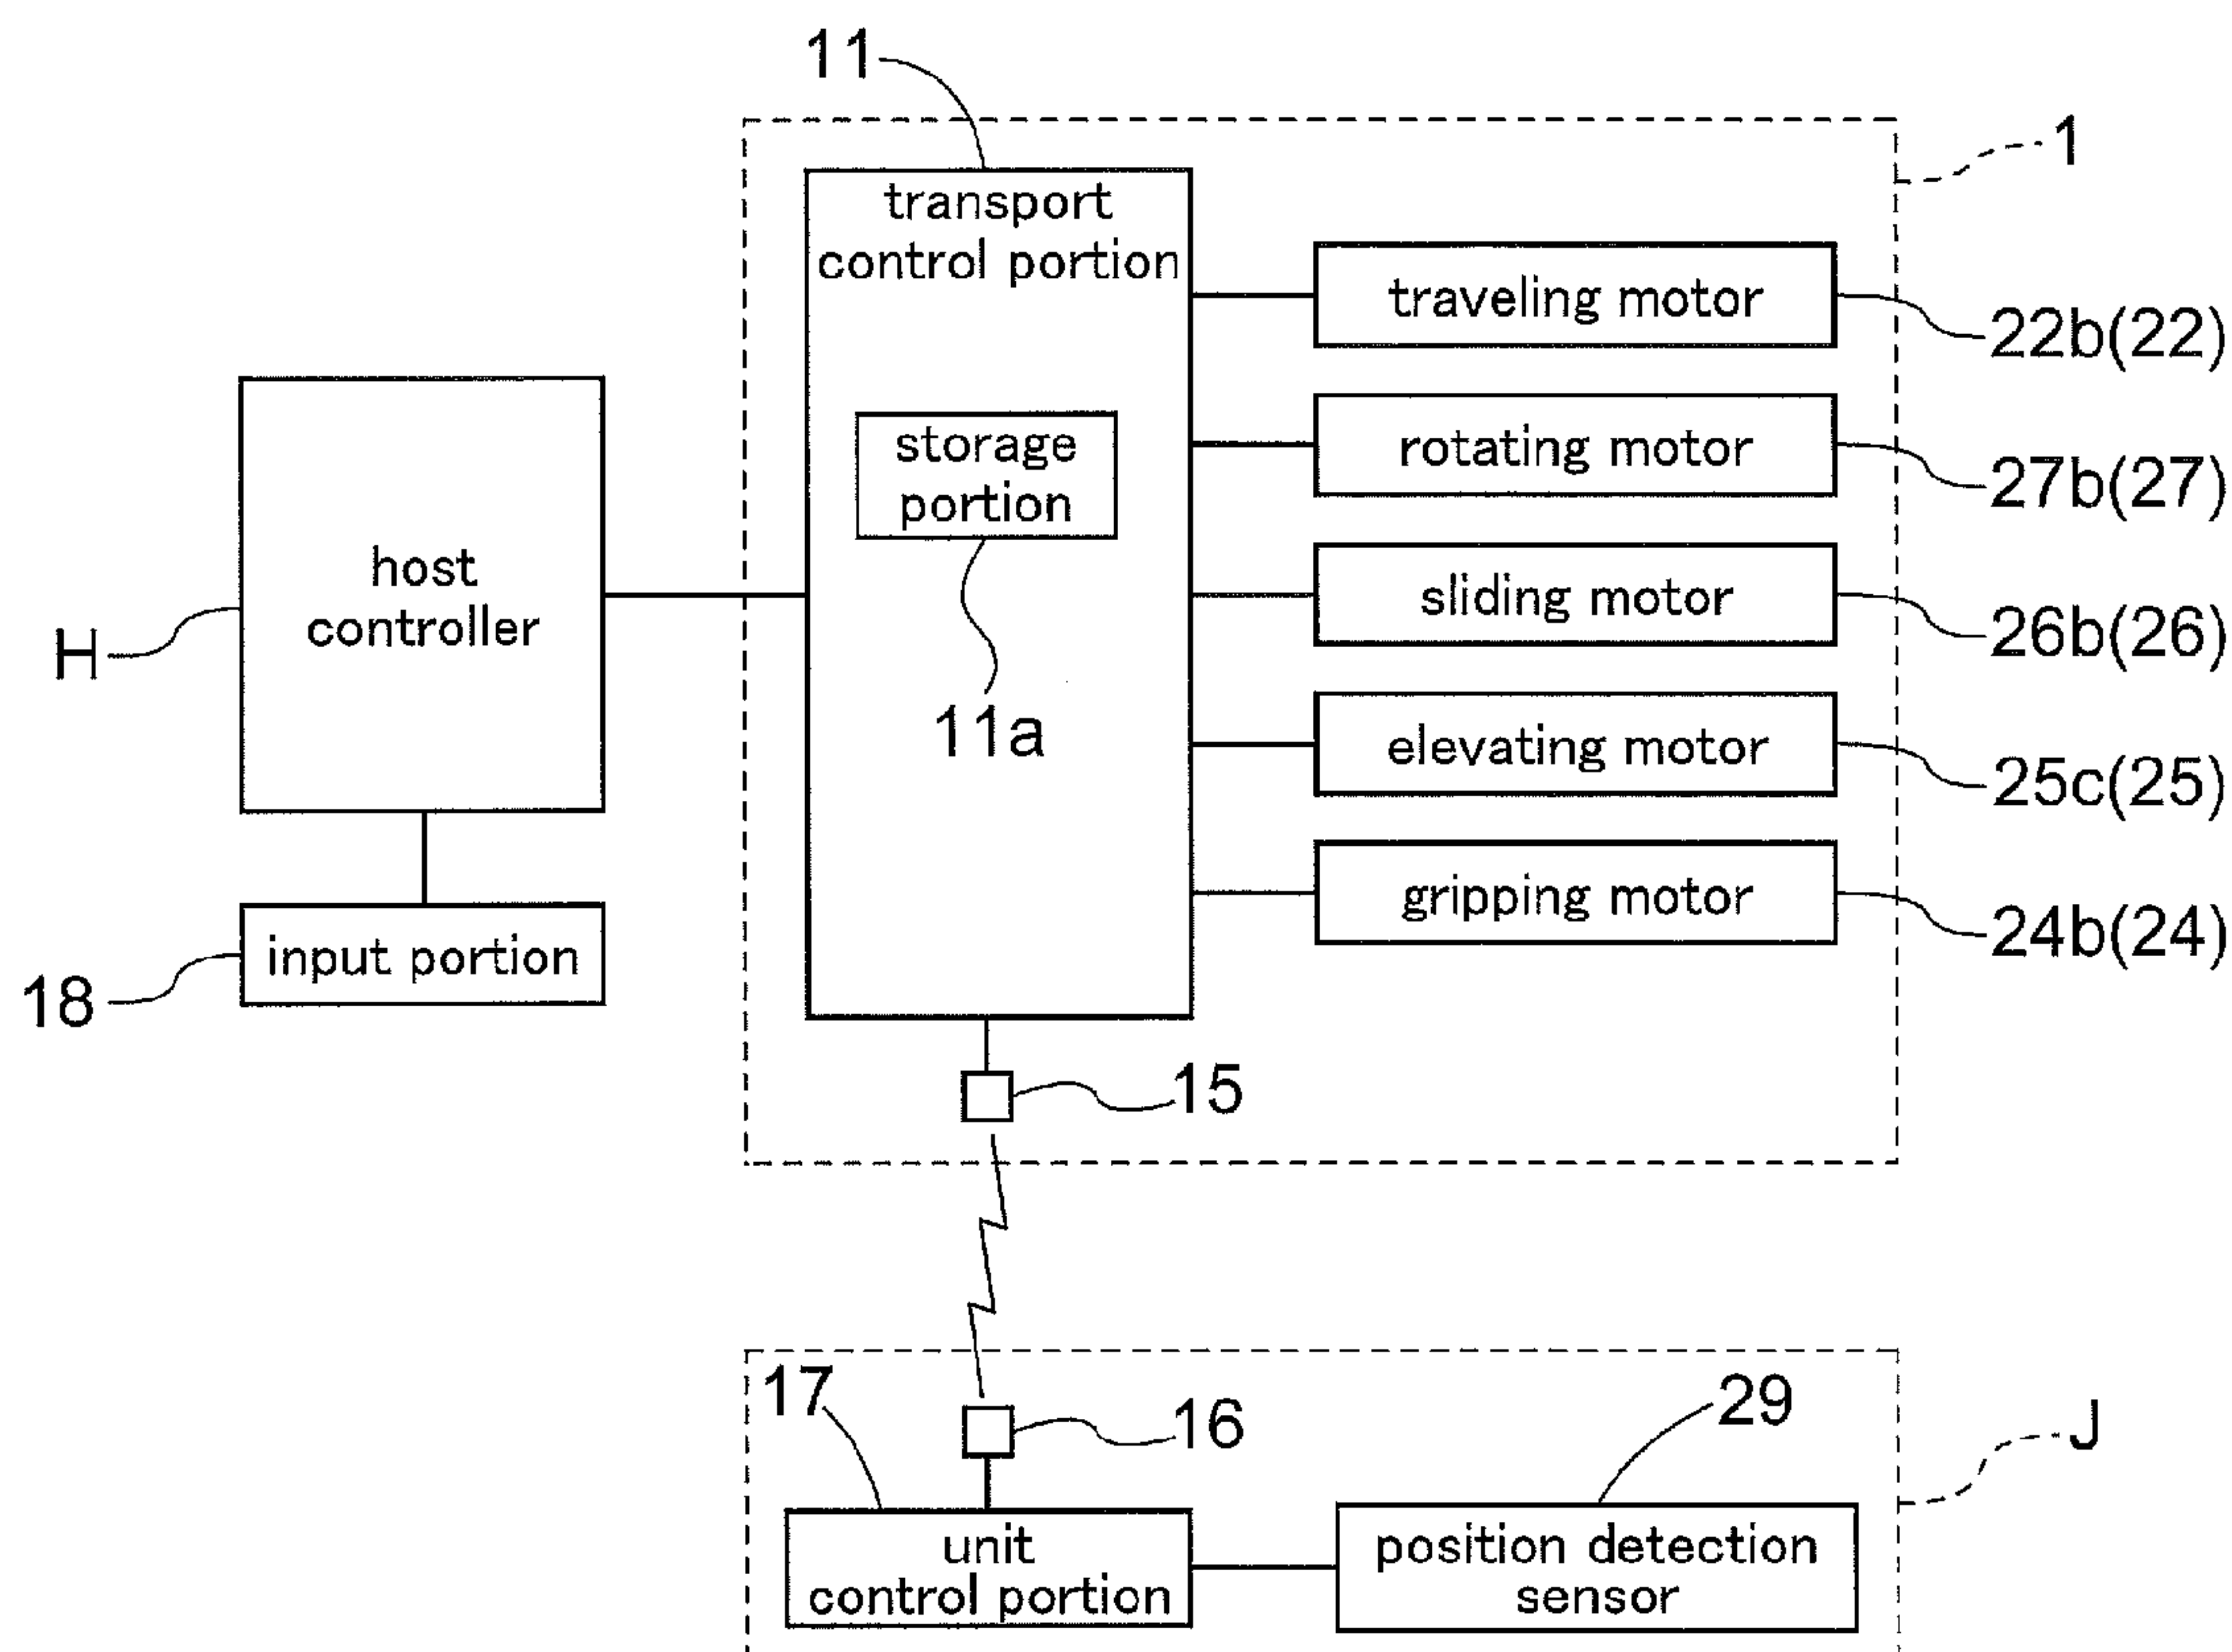 11
1
transport
control portion
traveling motor
22b(22)
rotating motor
27b(27)
storage
portion
11a
host
controller
H
sliding motor
26b(26)
elevating motor
25c(25)
gripping motor
24b(24)
input portion
18
15
17
16
29
J
unit
control portion
position detection
sensor